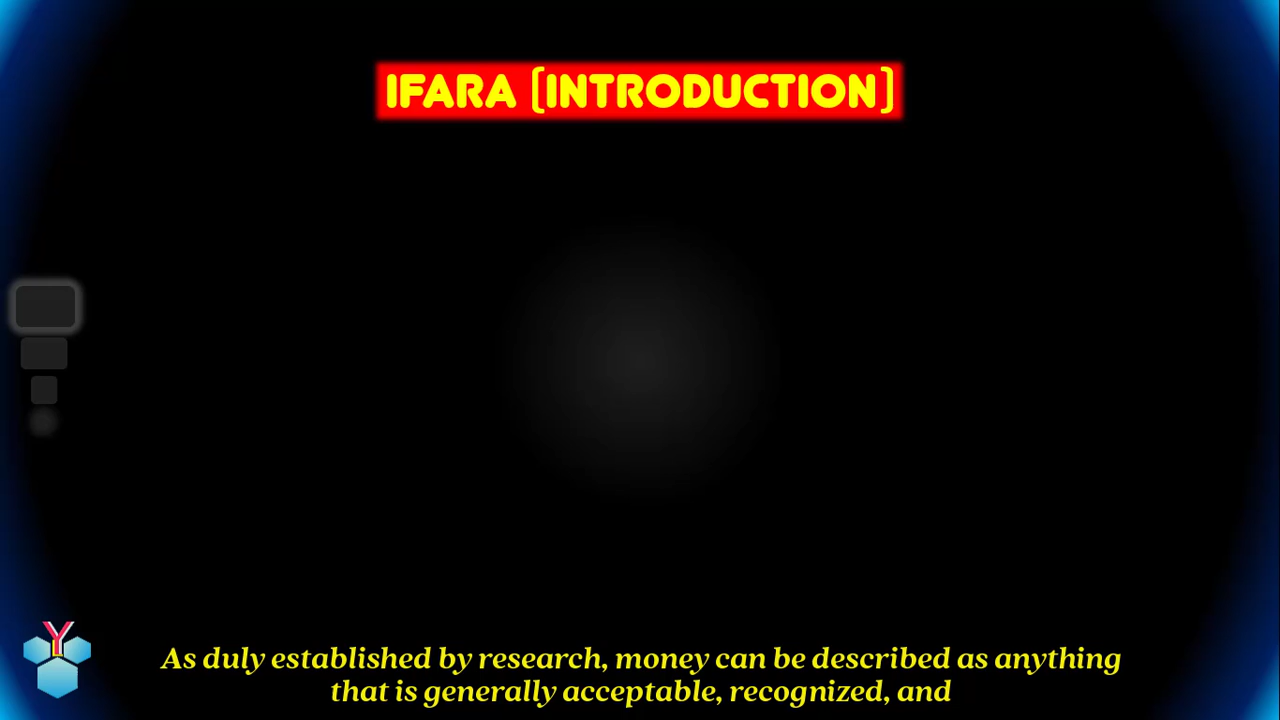 IFARA (INTRODUCTION)
As duly established by research, money can be described as anything
that is generally acceptable, recognized, and